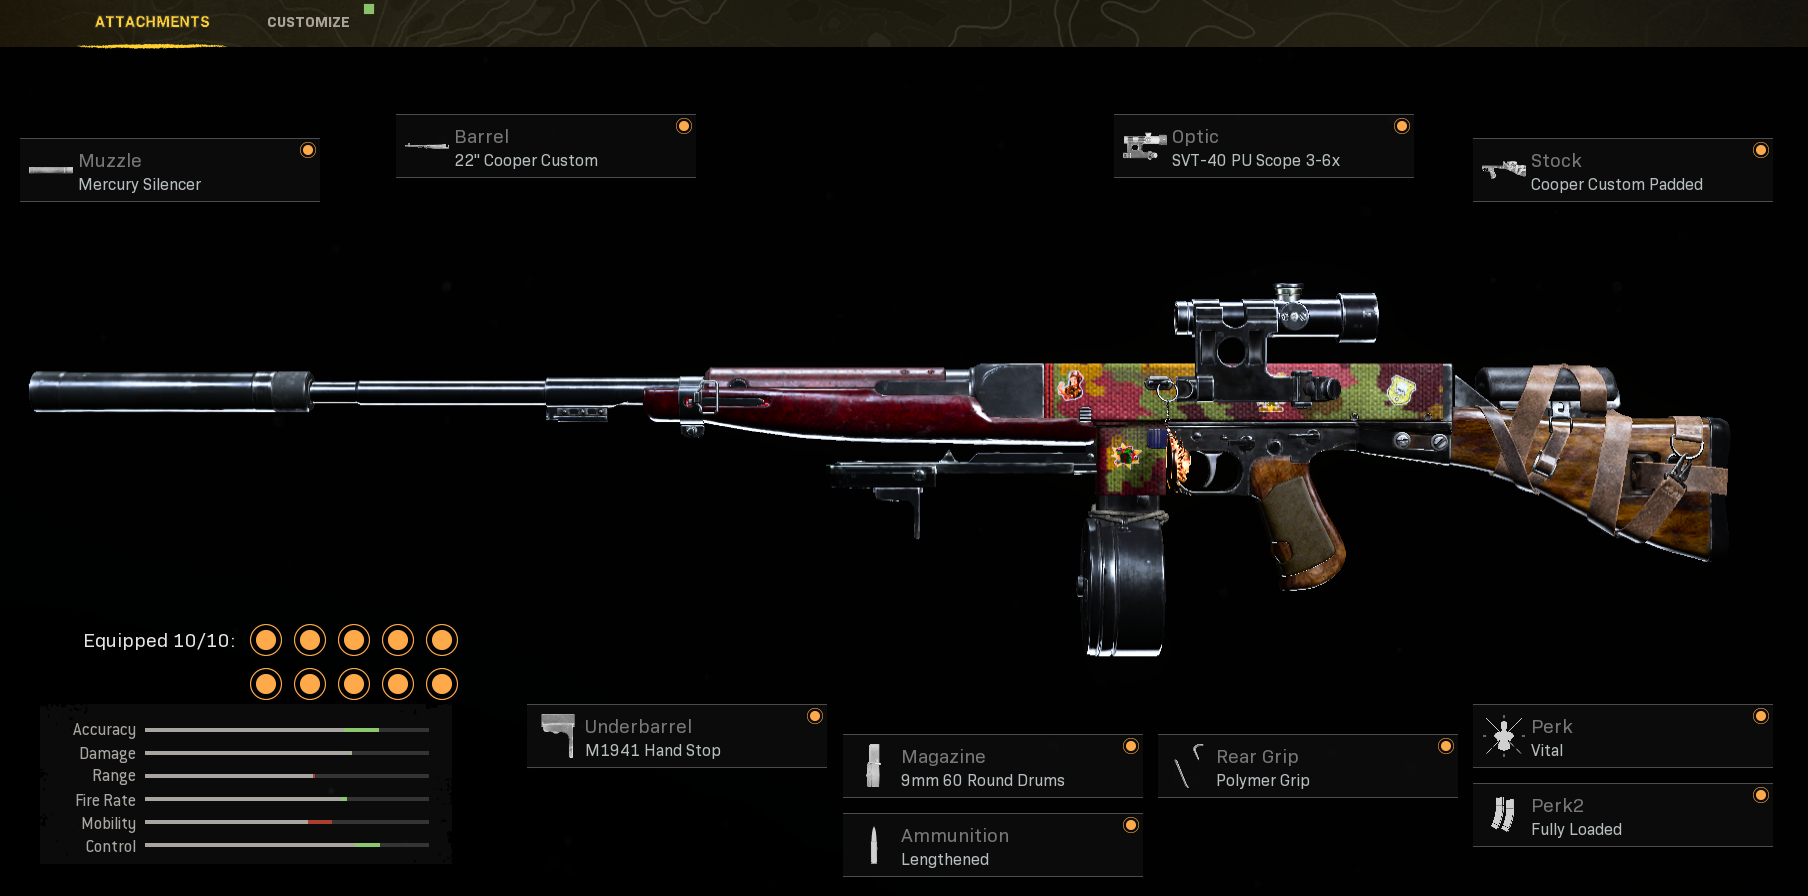 ATTACHMENTS
CUSTOMIZE
Muzzle
Mercury Silencer
Barrel
22" Cooper Custom
Optic
SVT-40 PU Scope 3-6x
Stock
Cooper Custom Padded
Equipped 10/10:
Accuracy
Damage
Range
Fire Rate
Mobility
Control
Underbarrel
M1941 Hand Stop
Magazine
9mm 60 Round Drums
Ammunition
Lengthened
Rear Grip
Polymer Grip
Perk
Vital
Perk2
Fully Loaded